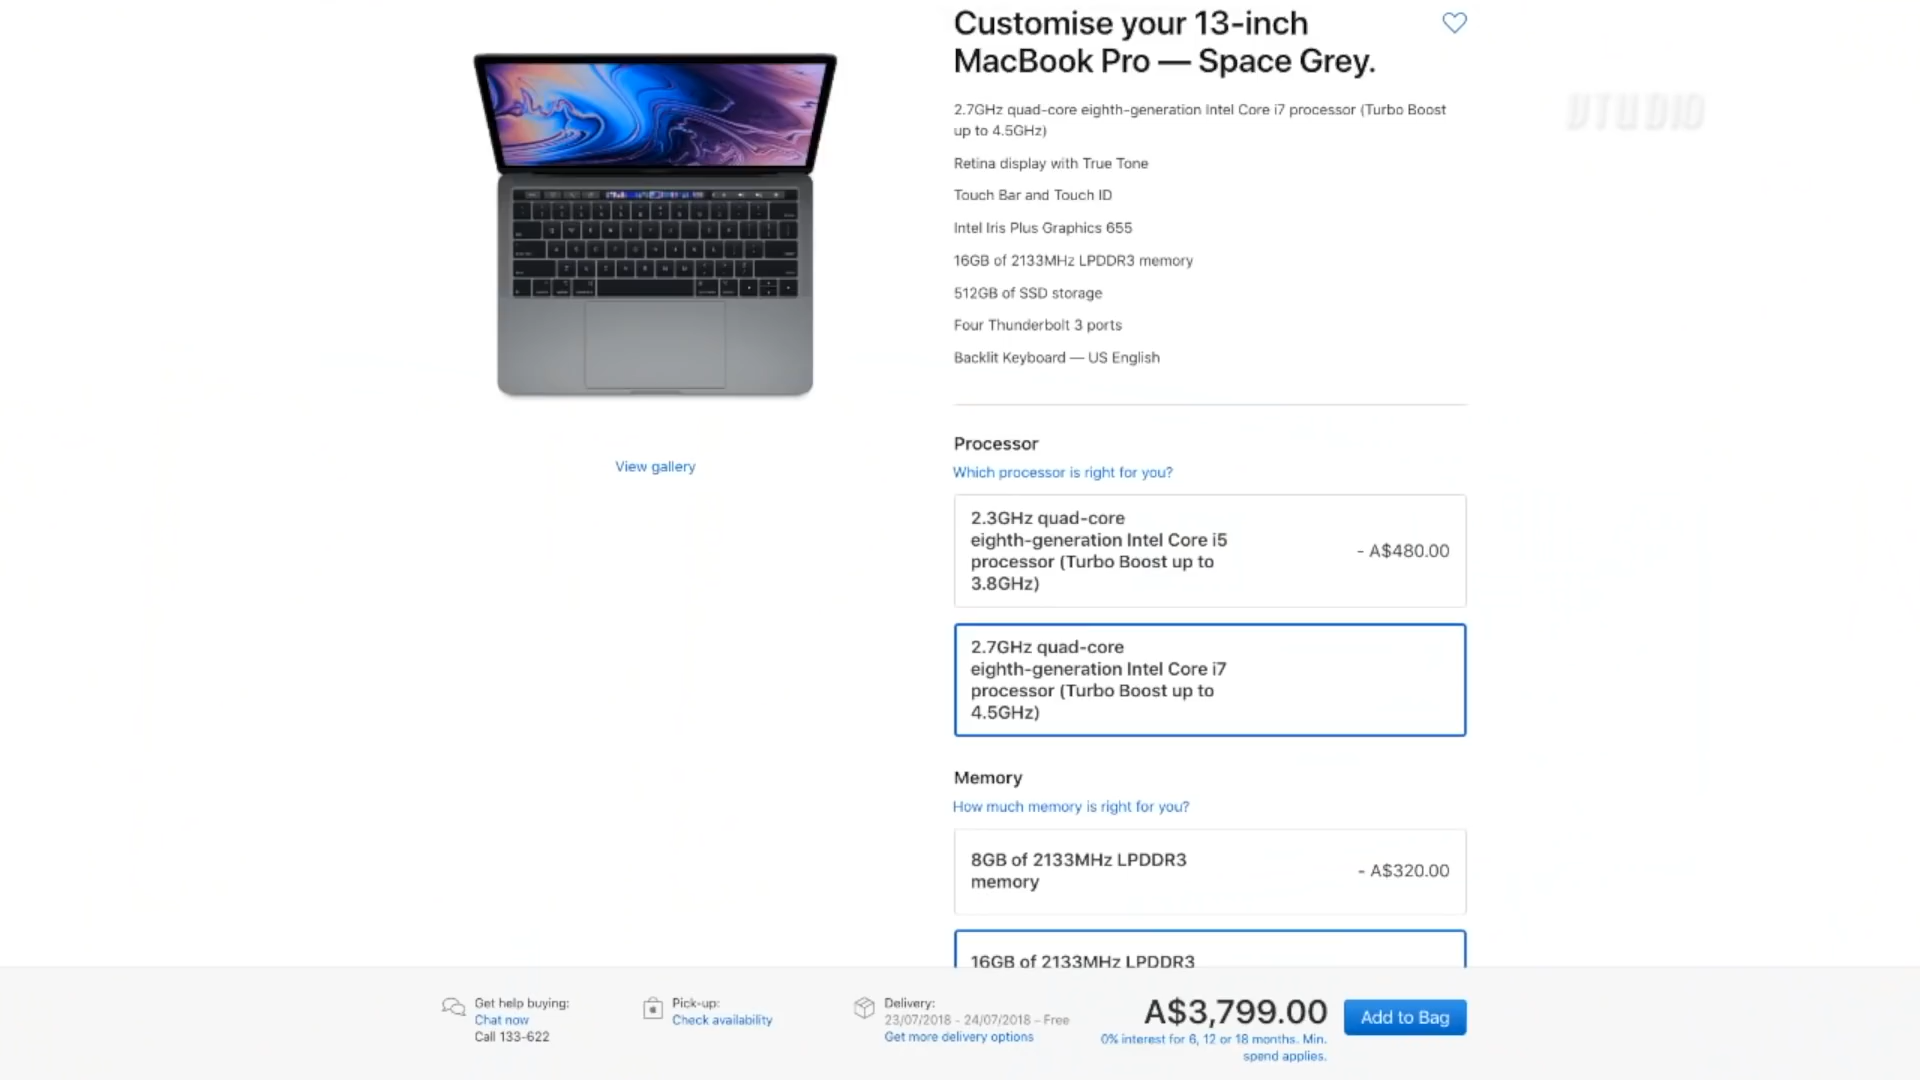 Customise your 13-inch
MacBook Pro — Space Grey.
2.7GHz quad-core eighth-generation Intel Core i7 processor (Turbo Boost
up to 4.5GHz)
Retina display with True Tone
Touch Bar and Touch ID
Intel Iris Plus Graphics 655
16GB of 2133MHz LPDDR3 memory
512GB of SSD storage
Four Thunderbolt 3 ports
Backlit Keyboard — US English
View gallery
Processor
Which processor is right for you?
2.3GHz quad-core
eighth-generation Intel Core i5
processor (Turbo Boost up to
3.8GHz)
- A$480.00
2.7GHz quad-core
eighth-generation Intel Core i7
processor (Turbo Boost up to
4.5GHz)
Memory
How much memory is right for you?
8GB of 2133MHz LPDDR3
memory
- A$320.00
16GB of 2133MHz LPDDR3
Get help buying:
Chat now
Call 133-622
Pick-up:
Check availability
Delivery:
23/07/2018 - 24/07/2018 – Free
Get more delivery options
A$3,799.00
0% interest for 6, 12 or 18 months. Min.
spend applies.
Add to Bag